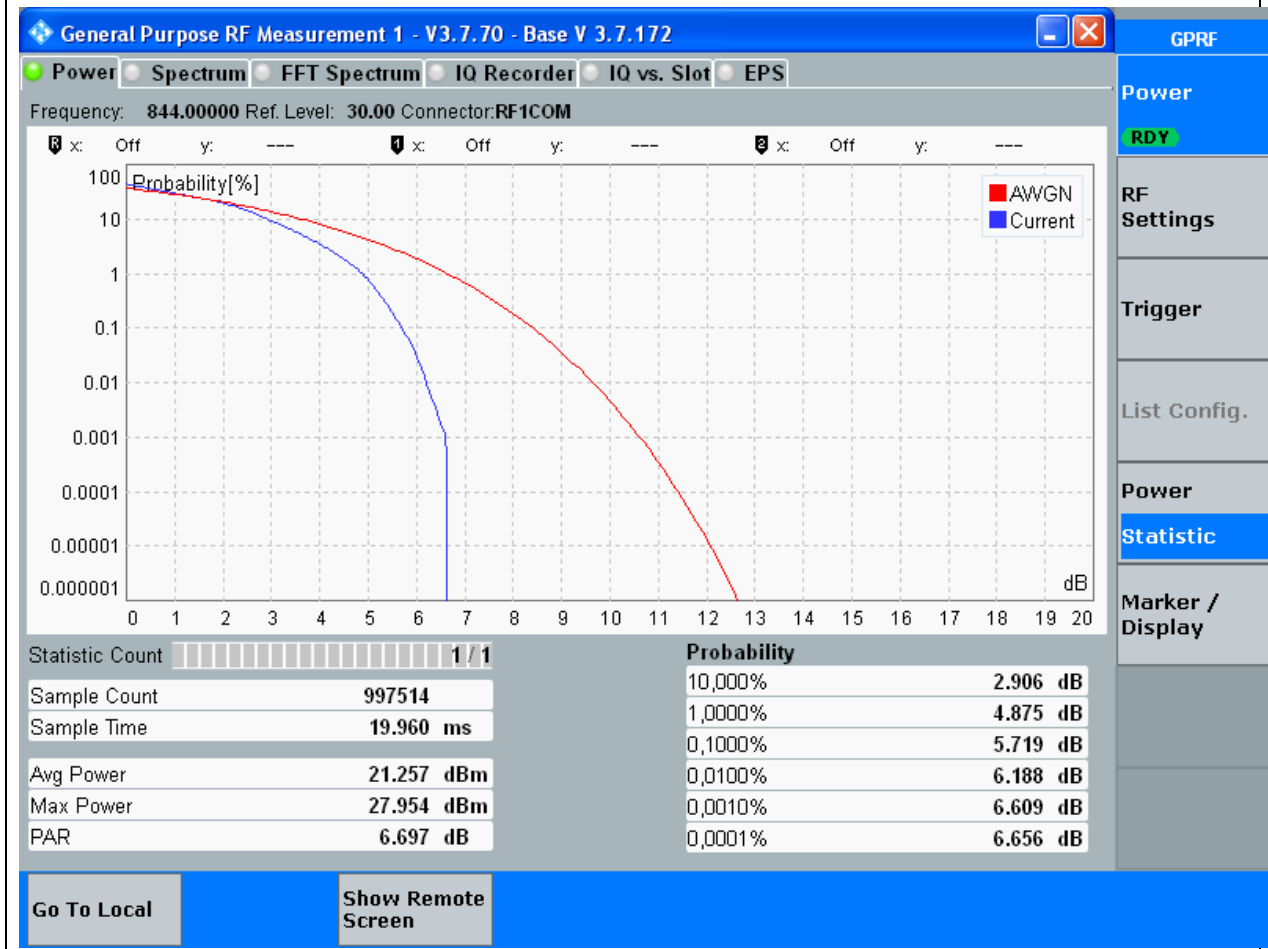 General Purpose RF Measurement 1 - V3.7.70 - Base V 3.7.172
GPRF
Power Spectrum FFT Spectrum IQ Recorder IQ vs. Slot EPS
Frequency: 844.00000 Ref. Level: 30.00 Connector:RF1COM
R x: Off y: --- 1 x: Off y: --- 2 x: Off y: ---
Probability[%]
AWGN
Current
100
10
1
0.1
0.01
0.001
0.0001
0.00001
0.000001
dB
0 1 2 3 4 5 6 7 8 9 10 11 12 13 14 15 16 17 18 19 20
Statistic Count 1 / 1
Sample Count 997514
Sample Time 19.960 ms
Avg Power 21.257 dBm
Max Power 27.954 dBm
PAR 6.697 dB
Probability
10,000% 2.906 dB
1,0000% 4.875 dB
0,1000% 5.719 dB
0,0100% 6.188 dB
0,0010% 6.609 dB
0,0001% 6.656 dB
Power
RDY
RF
Settings
Trigger
List Config.
Power
Statistic
Marker /
Display
Go To Local
Show Remote
Screen